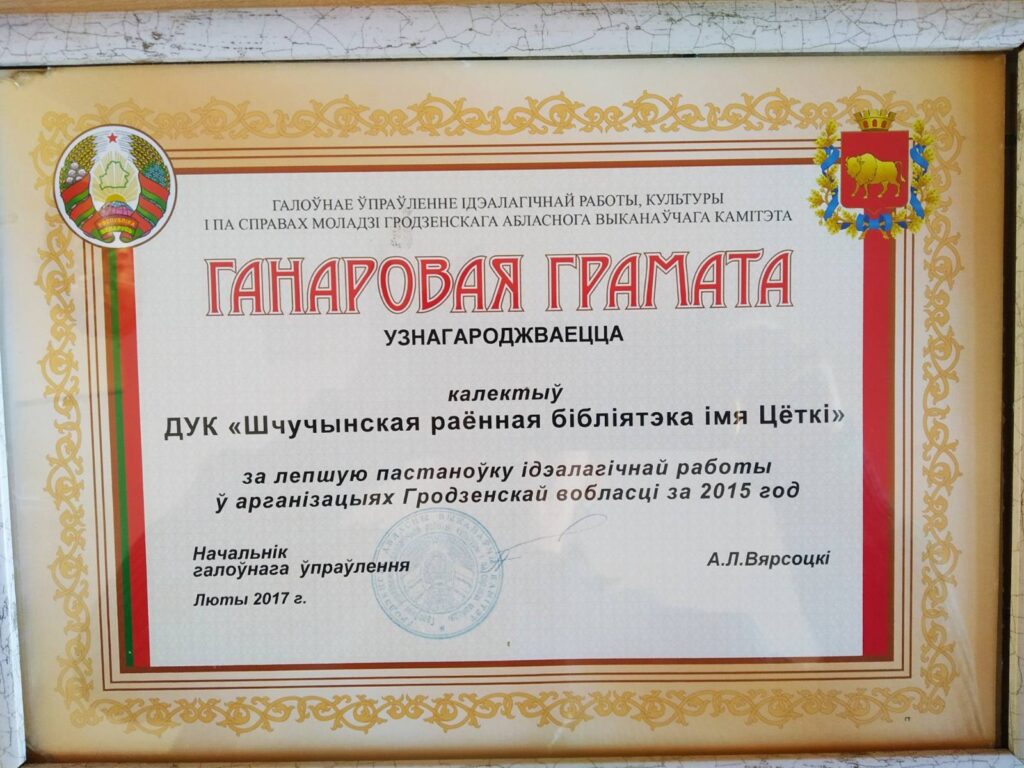 ГАЛОЎНАЕ ЎПРАЎЛЕННЕ ІДЭАЛАГІЧНАЙ РАБОТЫ, КУЛЬТУРЫ
І ПА СПРАВАХ МОЛАДЗІ ГРОДЗЕНСКАГА АБЛАСНОГА ВЫКАНАЎЧАГА КАМІТЭТА
ГАНАРОВАЯ ГРАМАТА
УЗНАГАРОДЖВАЕЦЦА
калектыў
ДУК «Шчучынская раённая бібліятэка імя Цёткі»
за лепшую пастаноўку ідэалагічнай работы
ў арганізацыях Гродзенскай вобласці за 2015 год
Начальнік
галоўнага ўпраўлення
А.Л.Вярсоцкі
Люты 2017 г.